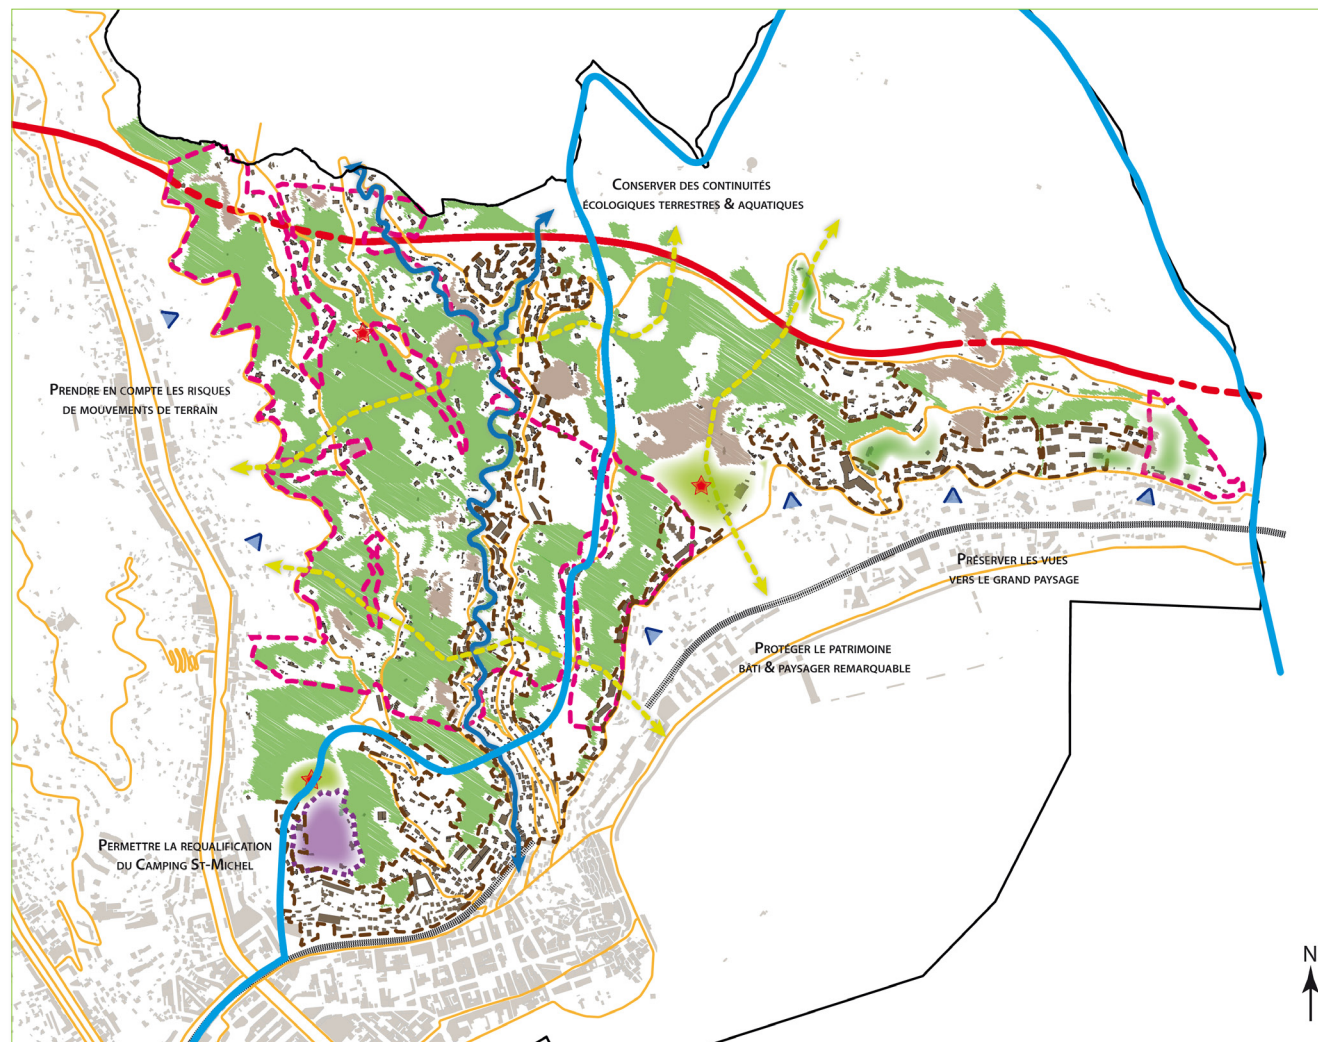 Conserver des continuités
écologiques terrestres & aquatiques
Prendre en compte les risques
de mouvements de terrain
Préserver les vues
vers le grand paysage
Protéger le patrimoine
bâti & paysager remarquable
Permettre la requalification
du Camping St-Michel
N